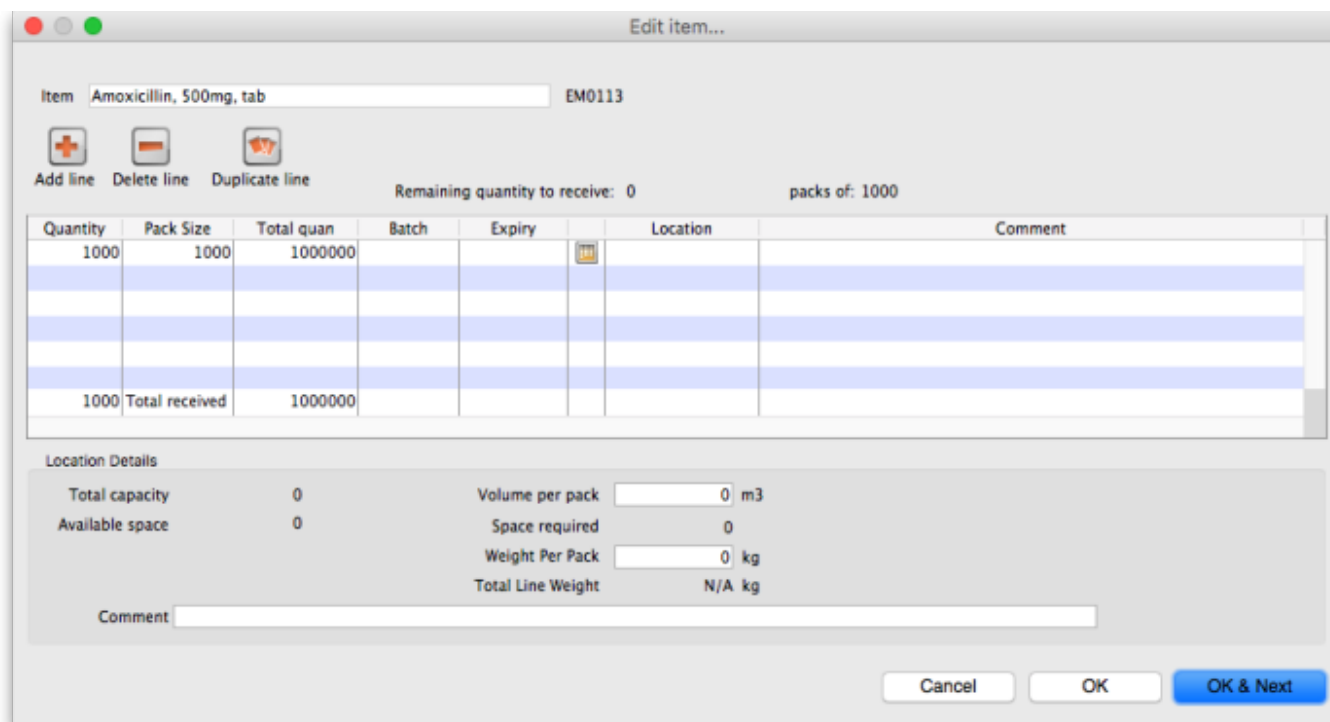 Edit item...
Item Amoxicillin, 500mg, tab EM0113
Add line Delete line Duplicate line
Remaining quantity to receive: 0 packs of: 1000
Quantity Pack Size Total quan Batch Expiry Location Comment
1000 1000 1000000
1000 Total received 1000000
Location Details
Total capacity 0 Volume per pack 0 m3
Available space 0 Space required 0
Weight Per Pack 0 kg
Total Line Weight N/A kg
Comment
Cancel OK OK & Next